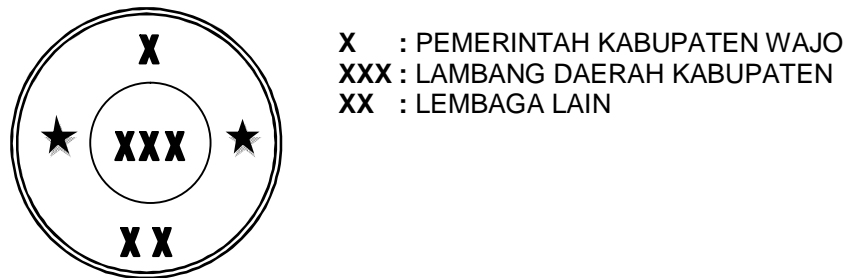 X
XXX
XX
X : PEMERINTAH KABUPATEN WAJO
XXX : LAMBANG DAERAH KABUPATEN
XX : LEMBAGA LAIN